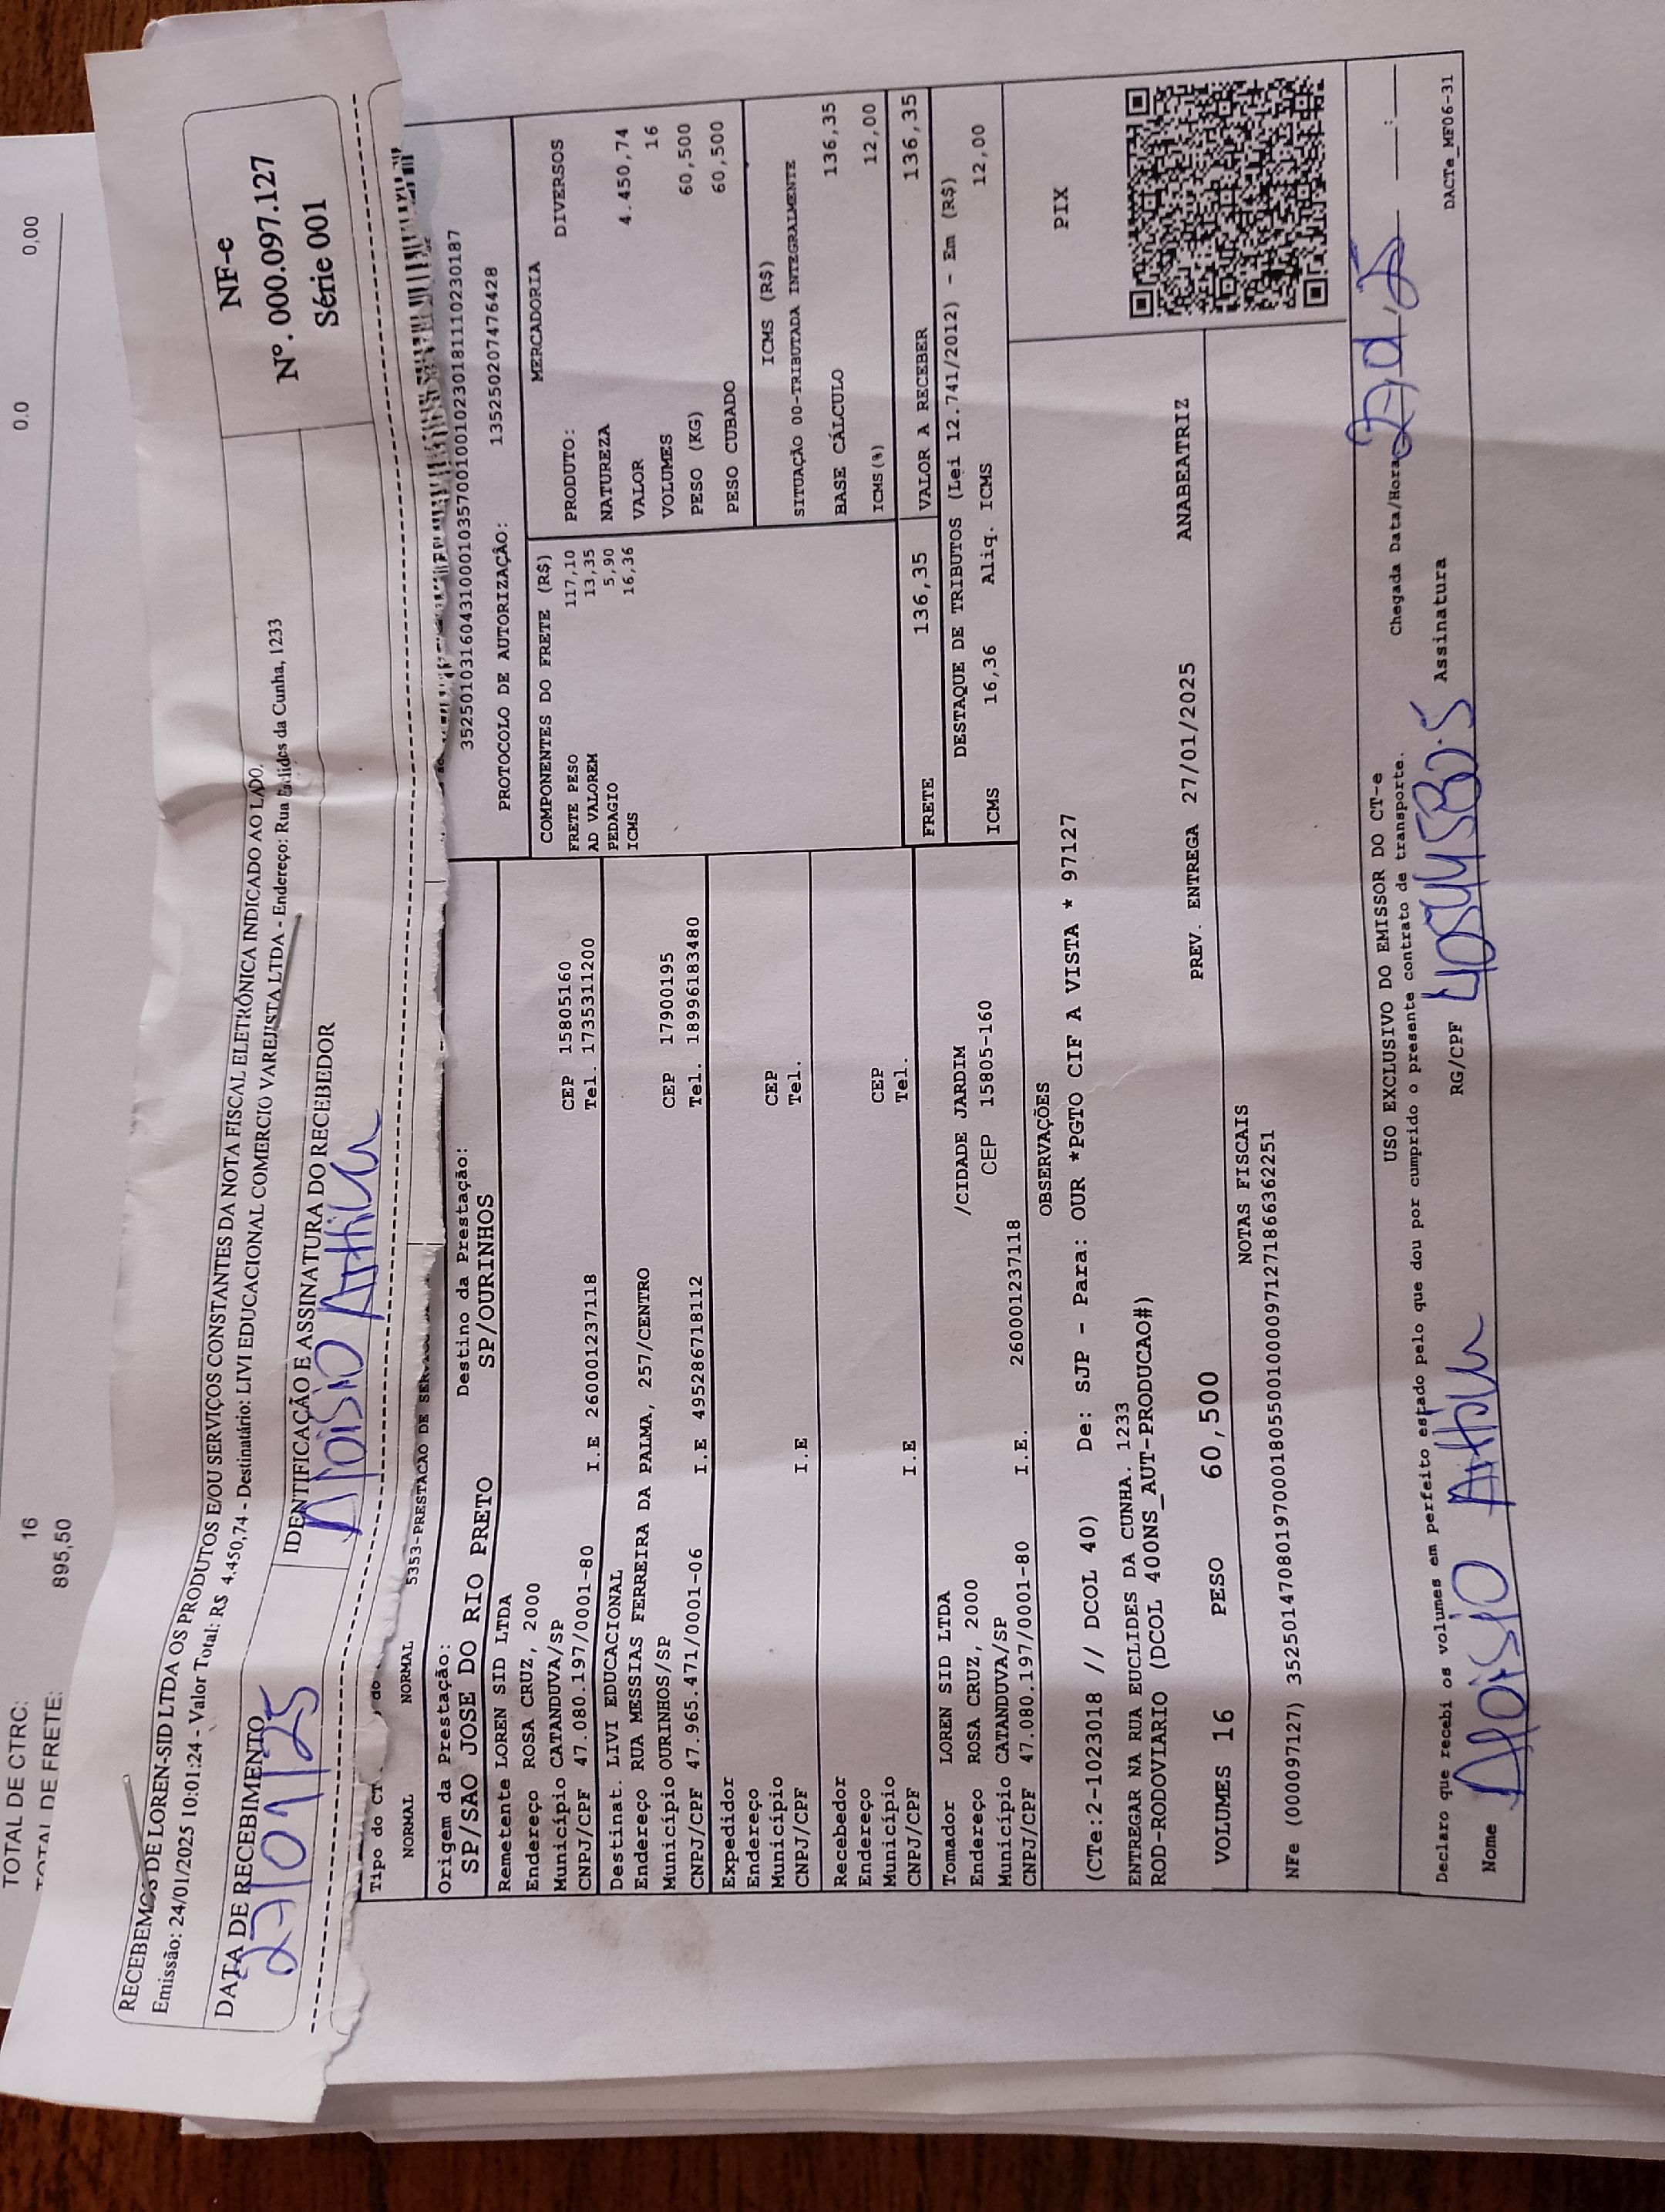 TOTAL DE CTRC: 16 0.0 0,00
TOTAL DE FRETE: 895,50
RECEBEMOS DE LOREN-SID LTDA OS PRODUTOS E/OU SERVIÇOS CONSTANTES DA NOTA FISCAL ELETRÔNICA INDICADO AO LADO.
Emissão: 24/01/2025 10:01:24 - Valor Total: R$ 4.450,74 - Destinatário: LIVI EDUCACIONAL COMERCIO VAREJISTA LTDA - Endereço: Rua Euclides da Cunha, 1233
NF-e
Nº. 000.097.127
Série 001
DATA DE RECEBIMENTO
27/01/25
IDENTIFICAÇÃO E ASSINATURA DO RECEBEDOR
Tipo do CT
NORMAL NORMAL 5353-PRESTACAO DE
35250103160431000103570010010230181110230187
PROTOCOLO DE AUTORIZAÇÃO: 135250207476428
Origem da Prestação: Destino da Prestação:
SP/SAO JOSE DO RIO PRETO SP/OURINHOS
Remetente LOREN SID LTDA
Endereço ROSA CRUZ, 2000
Município CATANDUVA/SP CEP 15805160
CNPJ/CPF 47.080.197/0001-80 I.E 260001237118 Tel. 1735311200
Destinat. LIVI EDUCACIONAL
Endereço RUA MESSIAS FERREIRA DA PALMA, 257/CENTRO
Município OURINHOS/SP CEP 17900195
CNPJ/CPF 47.965.471/0001-06 I.E 495286718112 Tel. 18996183480
Expedidor
Endereço
Município CEP
CNPJ/CPF I.E Tel.
Recebedor
Endereço
Município CEP
CNPJ/CPF I.E Tel.
Tomador LOREN SID LTDA
Endereço ROSA CRUZ, 2000 /CIDADE JARDIM
Município CATANDUVA/SP CEP 15805-160
CNPJ/CPF 47.080.197/0001-80 I.E. 260001237118
COMPONENTES DO FRETE (R$)
FRETE PESO 117,10
AD VALOREM 13,35
PEDAGIO 5,90
ICMS 16,36
MERCADORIA
PRODUTO: DIVERSOS
NATUREZA
VALOR 4.450,74
VOLUMES 16
PESO (KG) 60,500
PESO CUBADO 60,500
ICMS (R$)
SITUAÇÃO 00-TRIBUTADA INTEGRALMENTE
BASE CÁLCULO 136,35
ICMS(%) 12,00
FRETE 136,35 VALOR A RECEBER 136,35
DESTAQUE DE TRIBUTOS (Lei 12.741/2012) - Em (R$)
ICMS 16,36 Aliq. ICMS 12,00
OBSERVAÇÕES
(CTe:2-1023018 // DCOL 40) De: SJP - Para: OUR *PGTO CIF A VISTA * 97127
ENTREGAR NA RUA EUCLIDES DA CUNHA. 1233
ROD-RODOVIARIO (DCOL 400NS_AUT-PRODUCAO#)
PIX
VOLUMES 16 PESO 60,500 PREV. ENTREGA 27/01/2025 ANABEATRIZ
NOTAS FISCAIS
NFe (000097127) 35250147080197000180550010000971271866362251
USO EXCLUSIVO DO EMISSOR DO CT-e
Declaro que recebi os volumes em perfeito estado pelo que dou por cumprido o presente contrato de transporte. Chegada Data/Hora
Nome RG/CPF Assinatura
DACTe_MF06-31